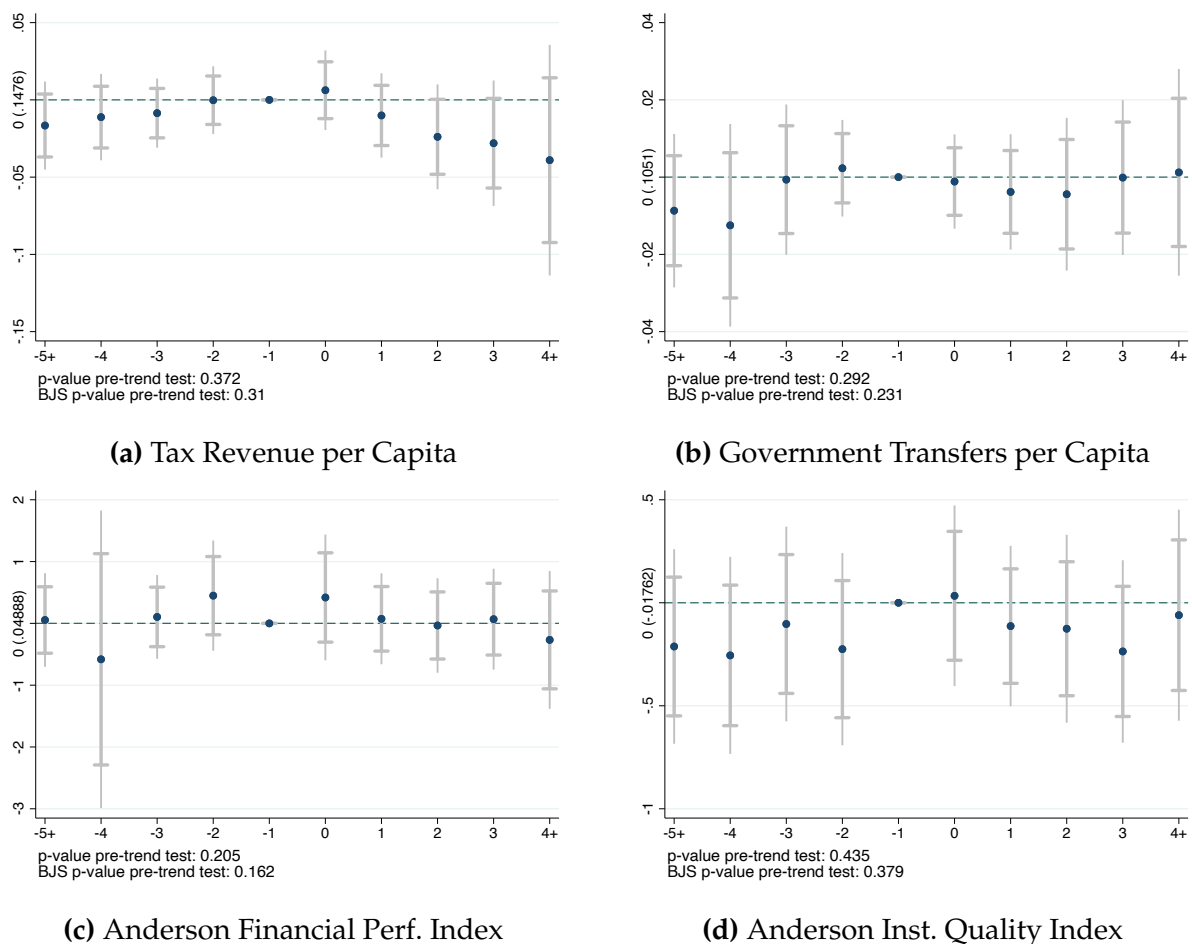 .05
0 (.1476)
-.05
-.1
-.15
-5+ -4 -3 -2 -1 0 1 2 3 4+
p-value pre-trend test: 0.372
BJS p-value pre-trend test: 0.31
(a) Tax Revenue per Capita
.04
.02
0 (.1051)
-.02
-.04
-5+ -4 -3 -2 -1 0 1 2 3 4+
p-value pre-trend test: 0.292
BJS p-value pre-trend test: 0.231
(b) Government Transfers per Capita
2
1
0 (.04888)
-1
-2
-3
-5+ -4 -3 -2 -1 0 1 2 3 4+
p-value pre-trend test: 0.205
BJS p-value pre-trend test: 0.162
(c) Anderson Financial Perf. Index
.5
0 (-.01762)
-.5
-1
-5+ -4 -3 -2 -1 0 1 2 3 4+
p-value pre-trend test: 0.435
BJS p-value pre-trend test: 0.379
(d) Anderson Inst. Quality Index